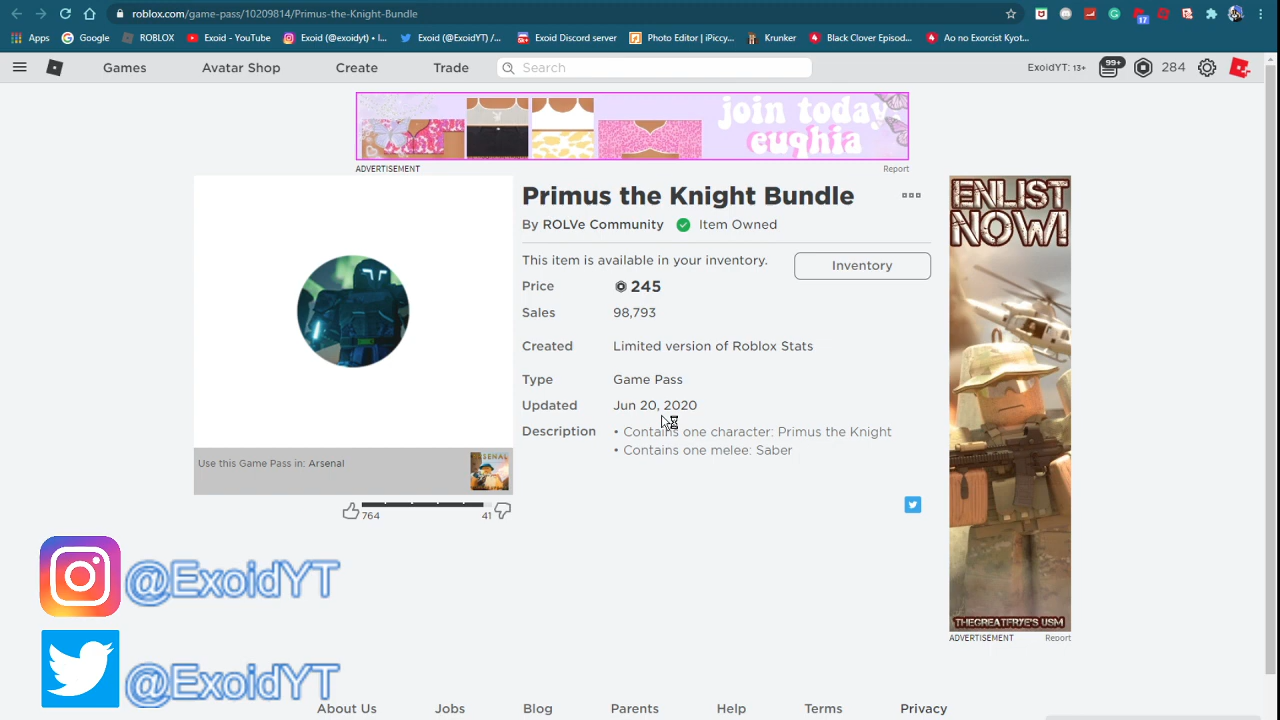 roblox.com/game-pass/10209814/Primus-the-Knight-Bundle
17
Apps Google ROBLOX Exoid - YouTube Exoid (@exoidyt) • I... Exoid (@ExoidYT) /... Exoid Discord server Photo Editor | iPiccy... Krunker Black Clover Episod... Ao no Exorcist Kyot...
Games Avatar Shop Create Trade Search ExoidYT: 13+ 99+ 284
join today
euqhia
ADVERTISEMENT Report
Primus the Knight Bundle
By ROLVe Community Item Owned
This item is available in your inventory. Inventory
Price 245
Sales 98,793
Created Limited version of Roblox Stats
Type Game Pass
Updated Jun 20, 2020
Description • Contains one character: Primus the Knight
• Contains one melee: Saber
Use this Game Pass in: Arsenal
764 41
ENLIST
NOW!
THEGREATFRYE'S USM
ADVERTISEMENT Report
@ExoidYT
@ExoidYT
About Us Jobs Blog Parents Help Terms Privacy